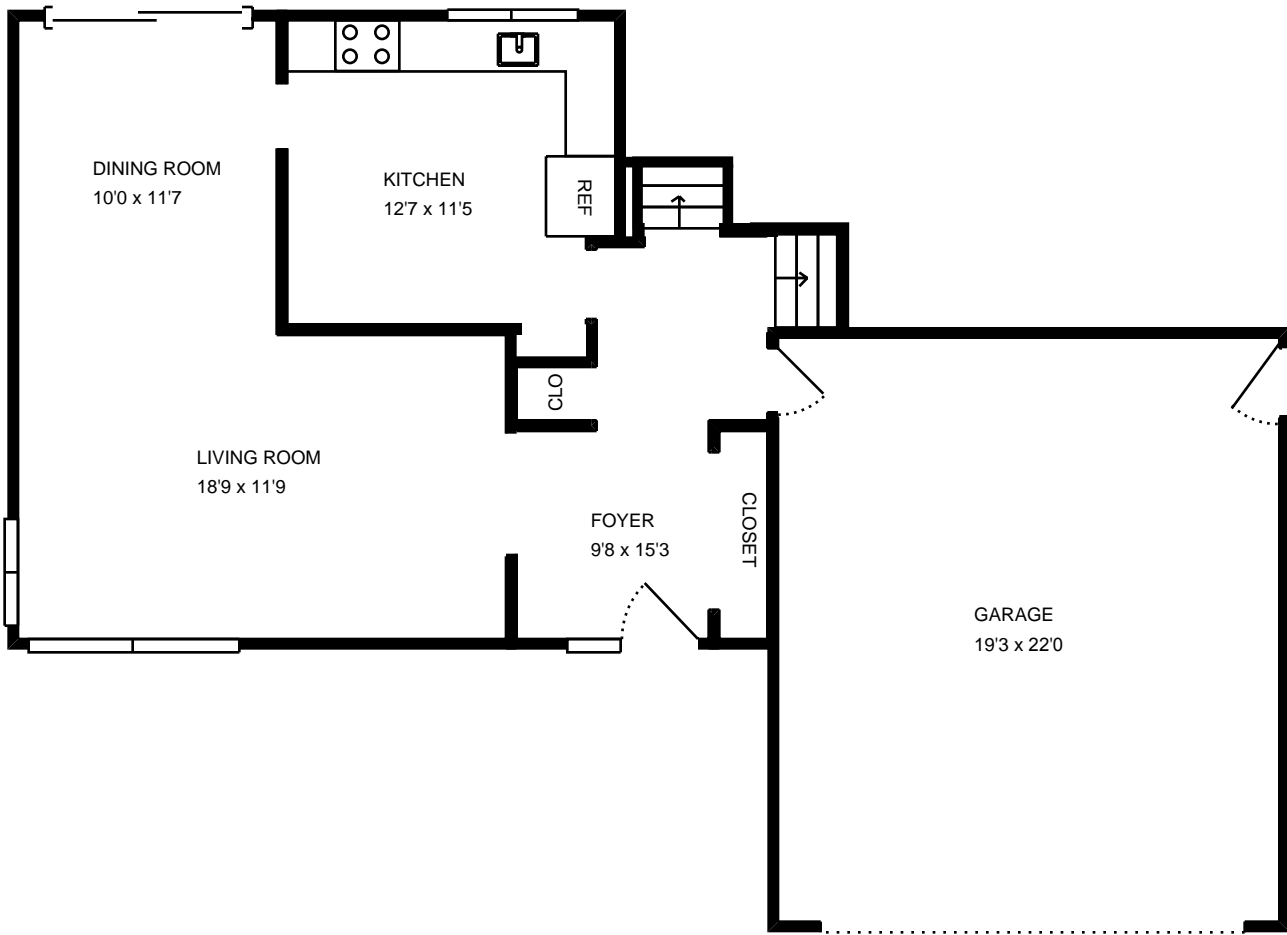 DINING ROOM
10'0 x 11'7
KITCHEN
12'7 x 11'5
REF
CLO
LIVING ROOM
18'9 x 11'9
FOYER
9'8 x 15'3
CLOSET
GARAGE
19'3 x 22'0